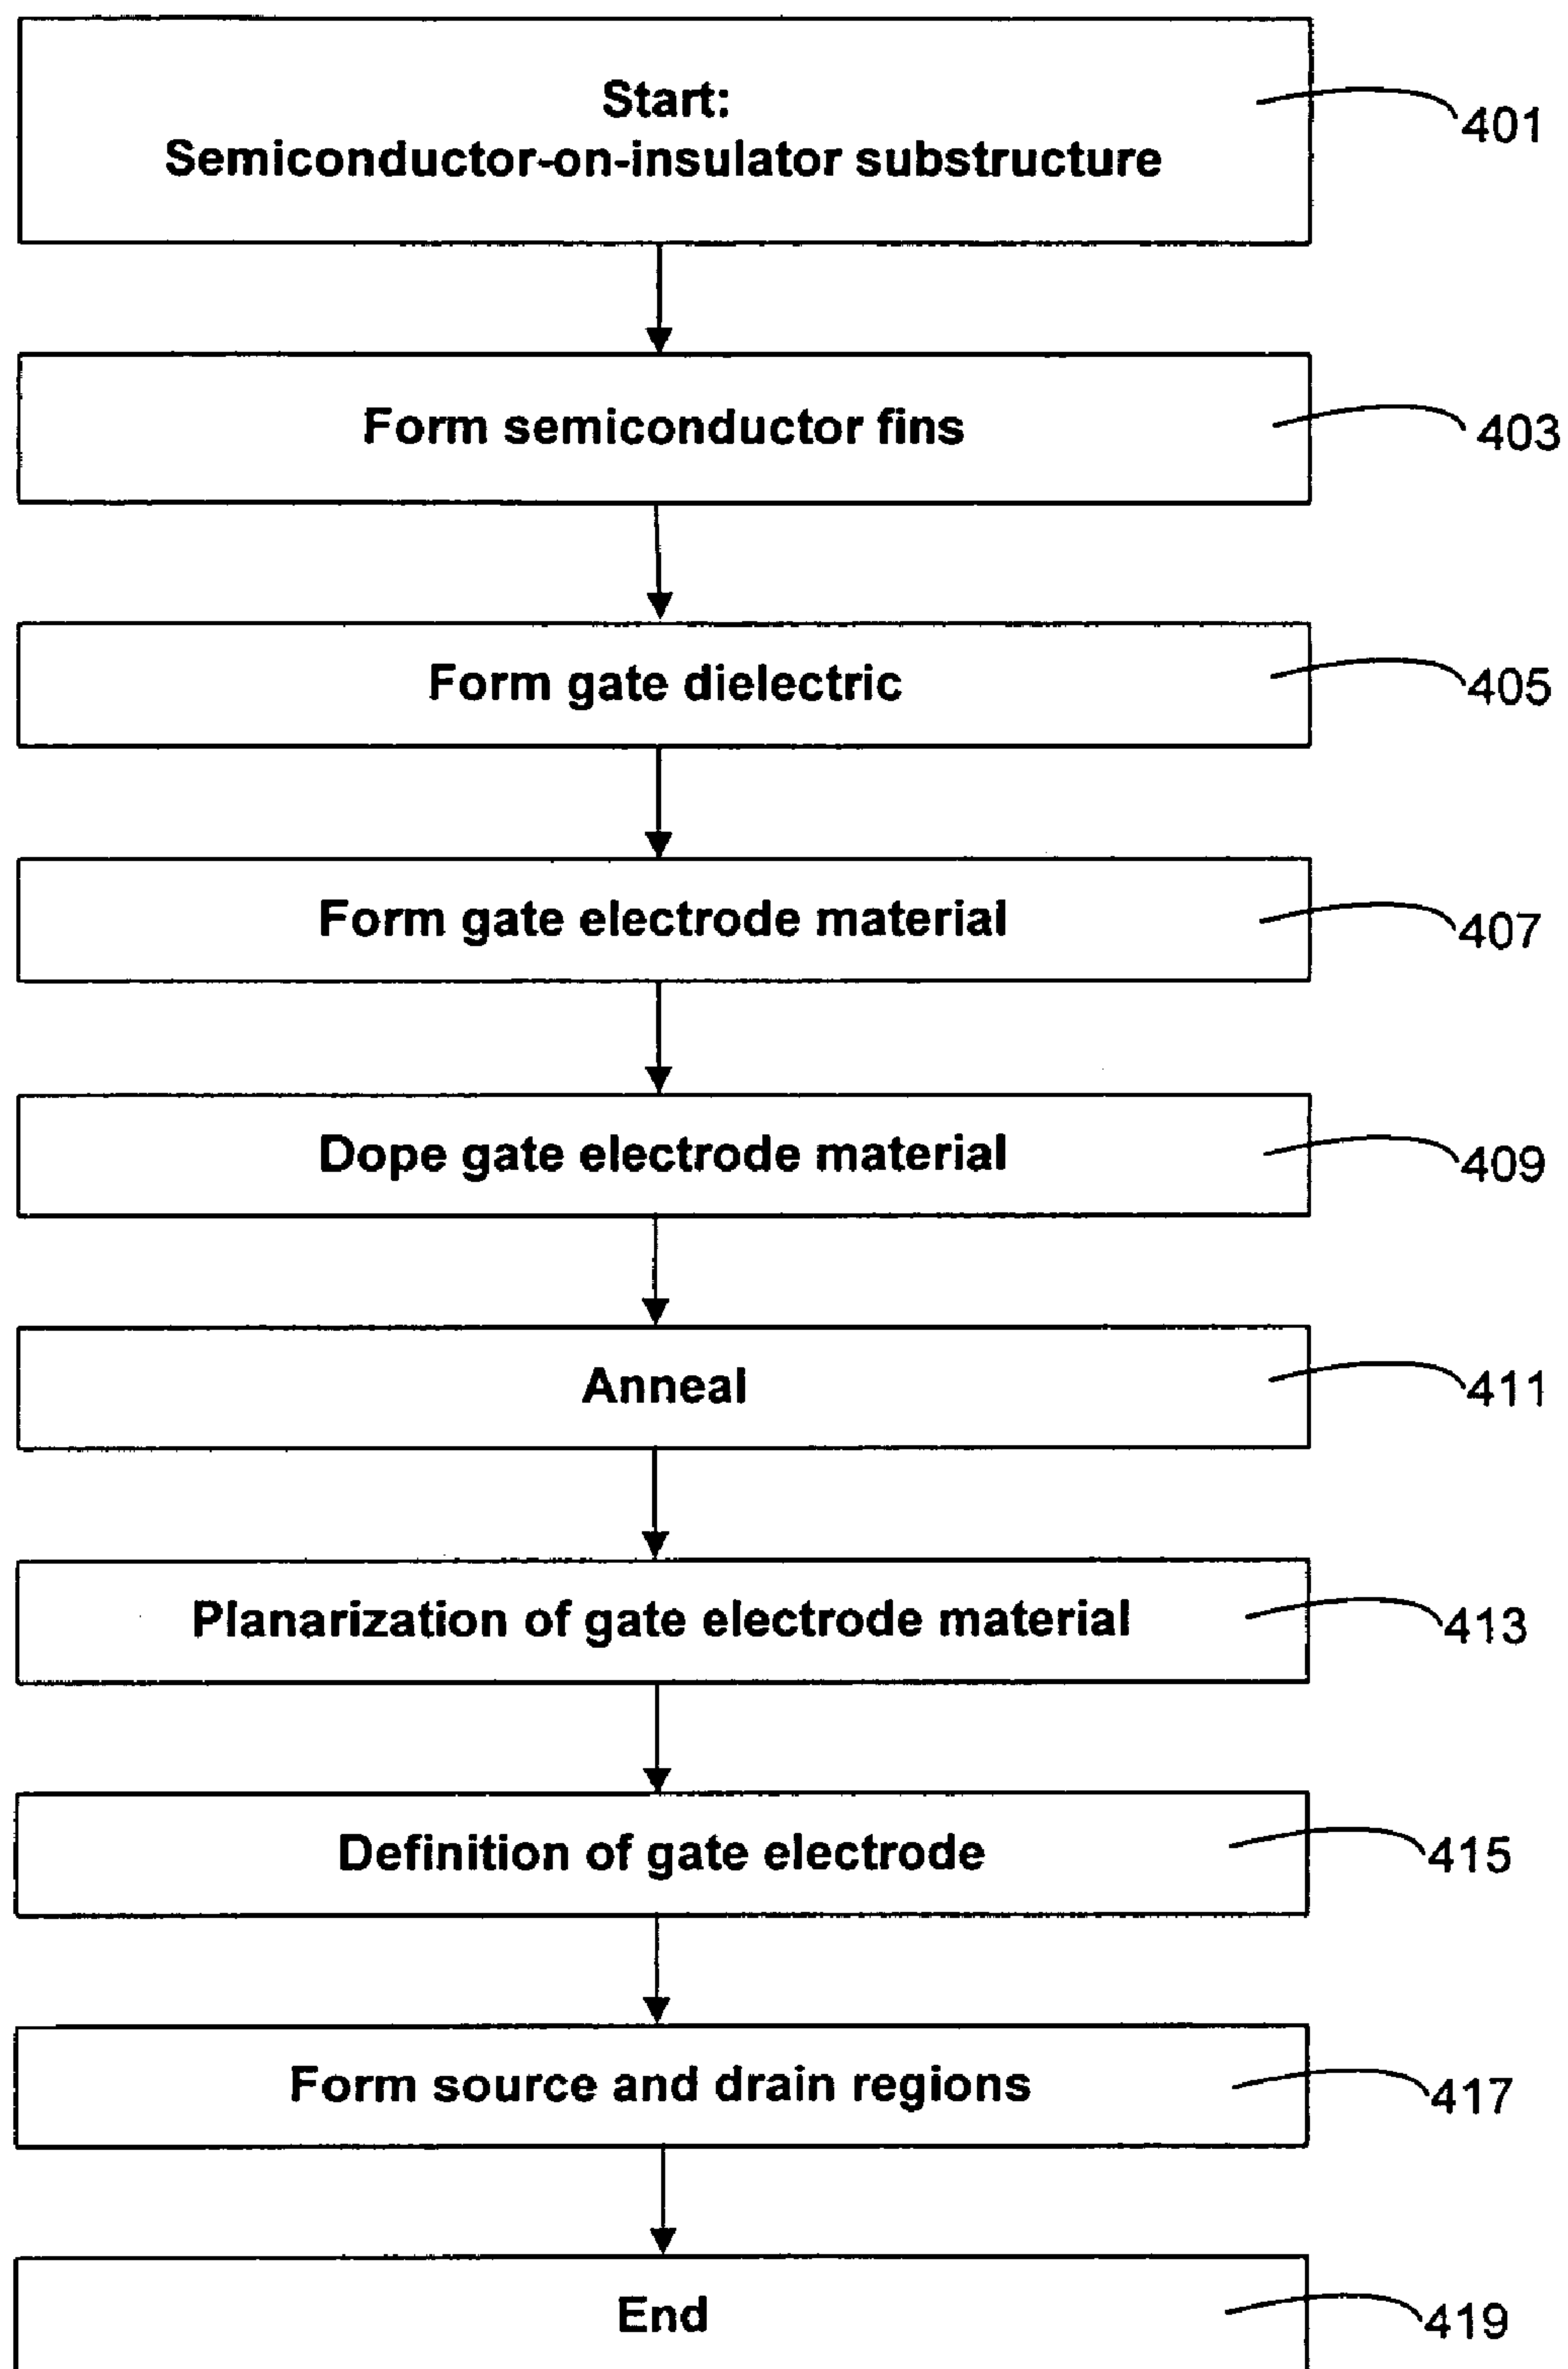 Start:
Semiconductor-on-insulator substructure
401
Form semiconductor fins
403
Form gate dielectric
405
Form gate electrode material
407
Dope gate electrode material
409
Anneal
411
Planarization of gate electrode material
413
Definition of gate electrode
415
Form source and drain regions
417
End
419